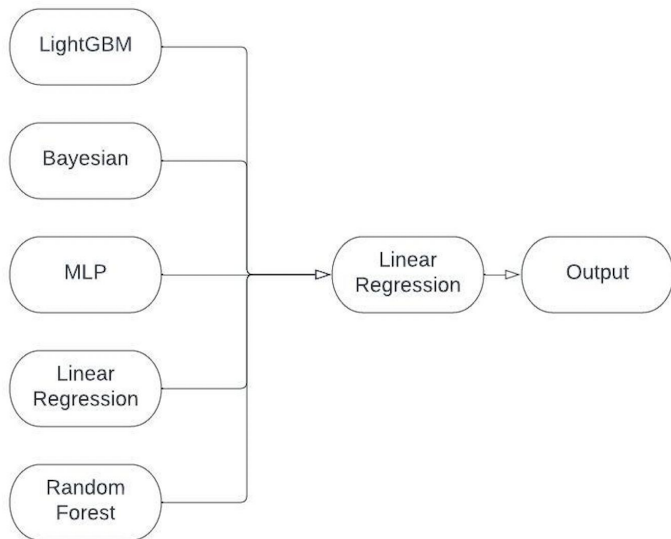 LightGBM
Bayesian
MLP
Linear
Regression
Random
Forest
Linear
Regression
Output